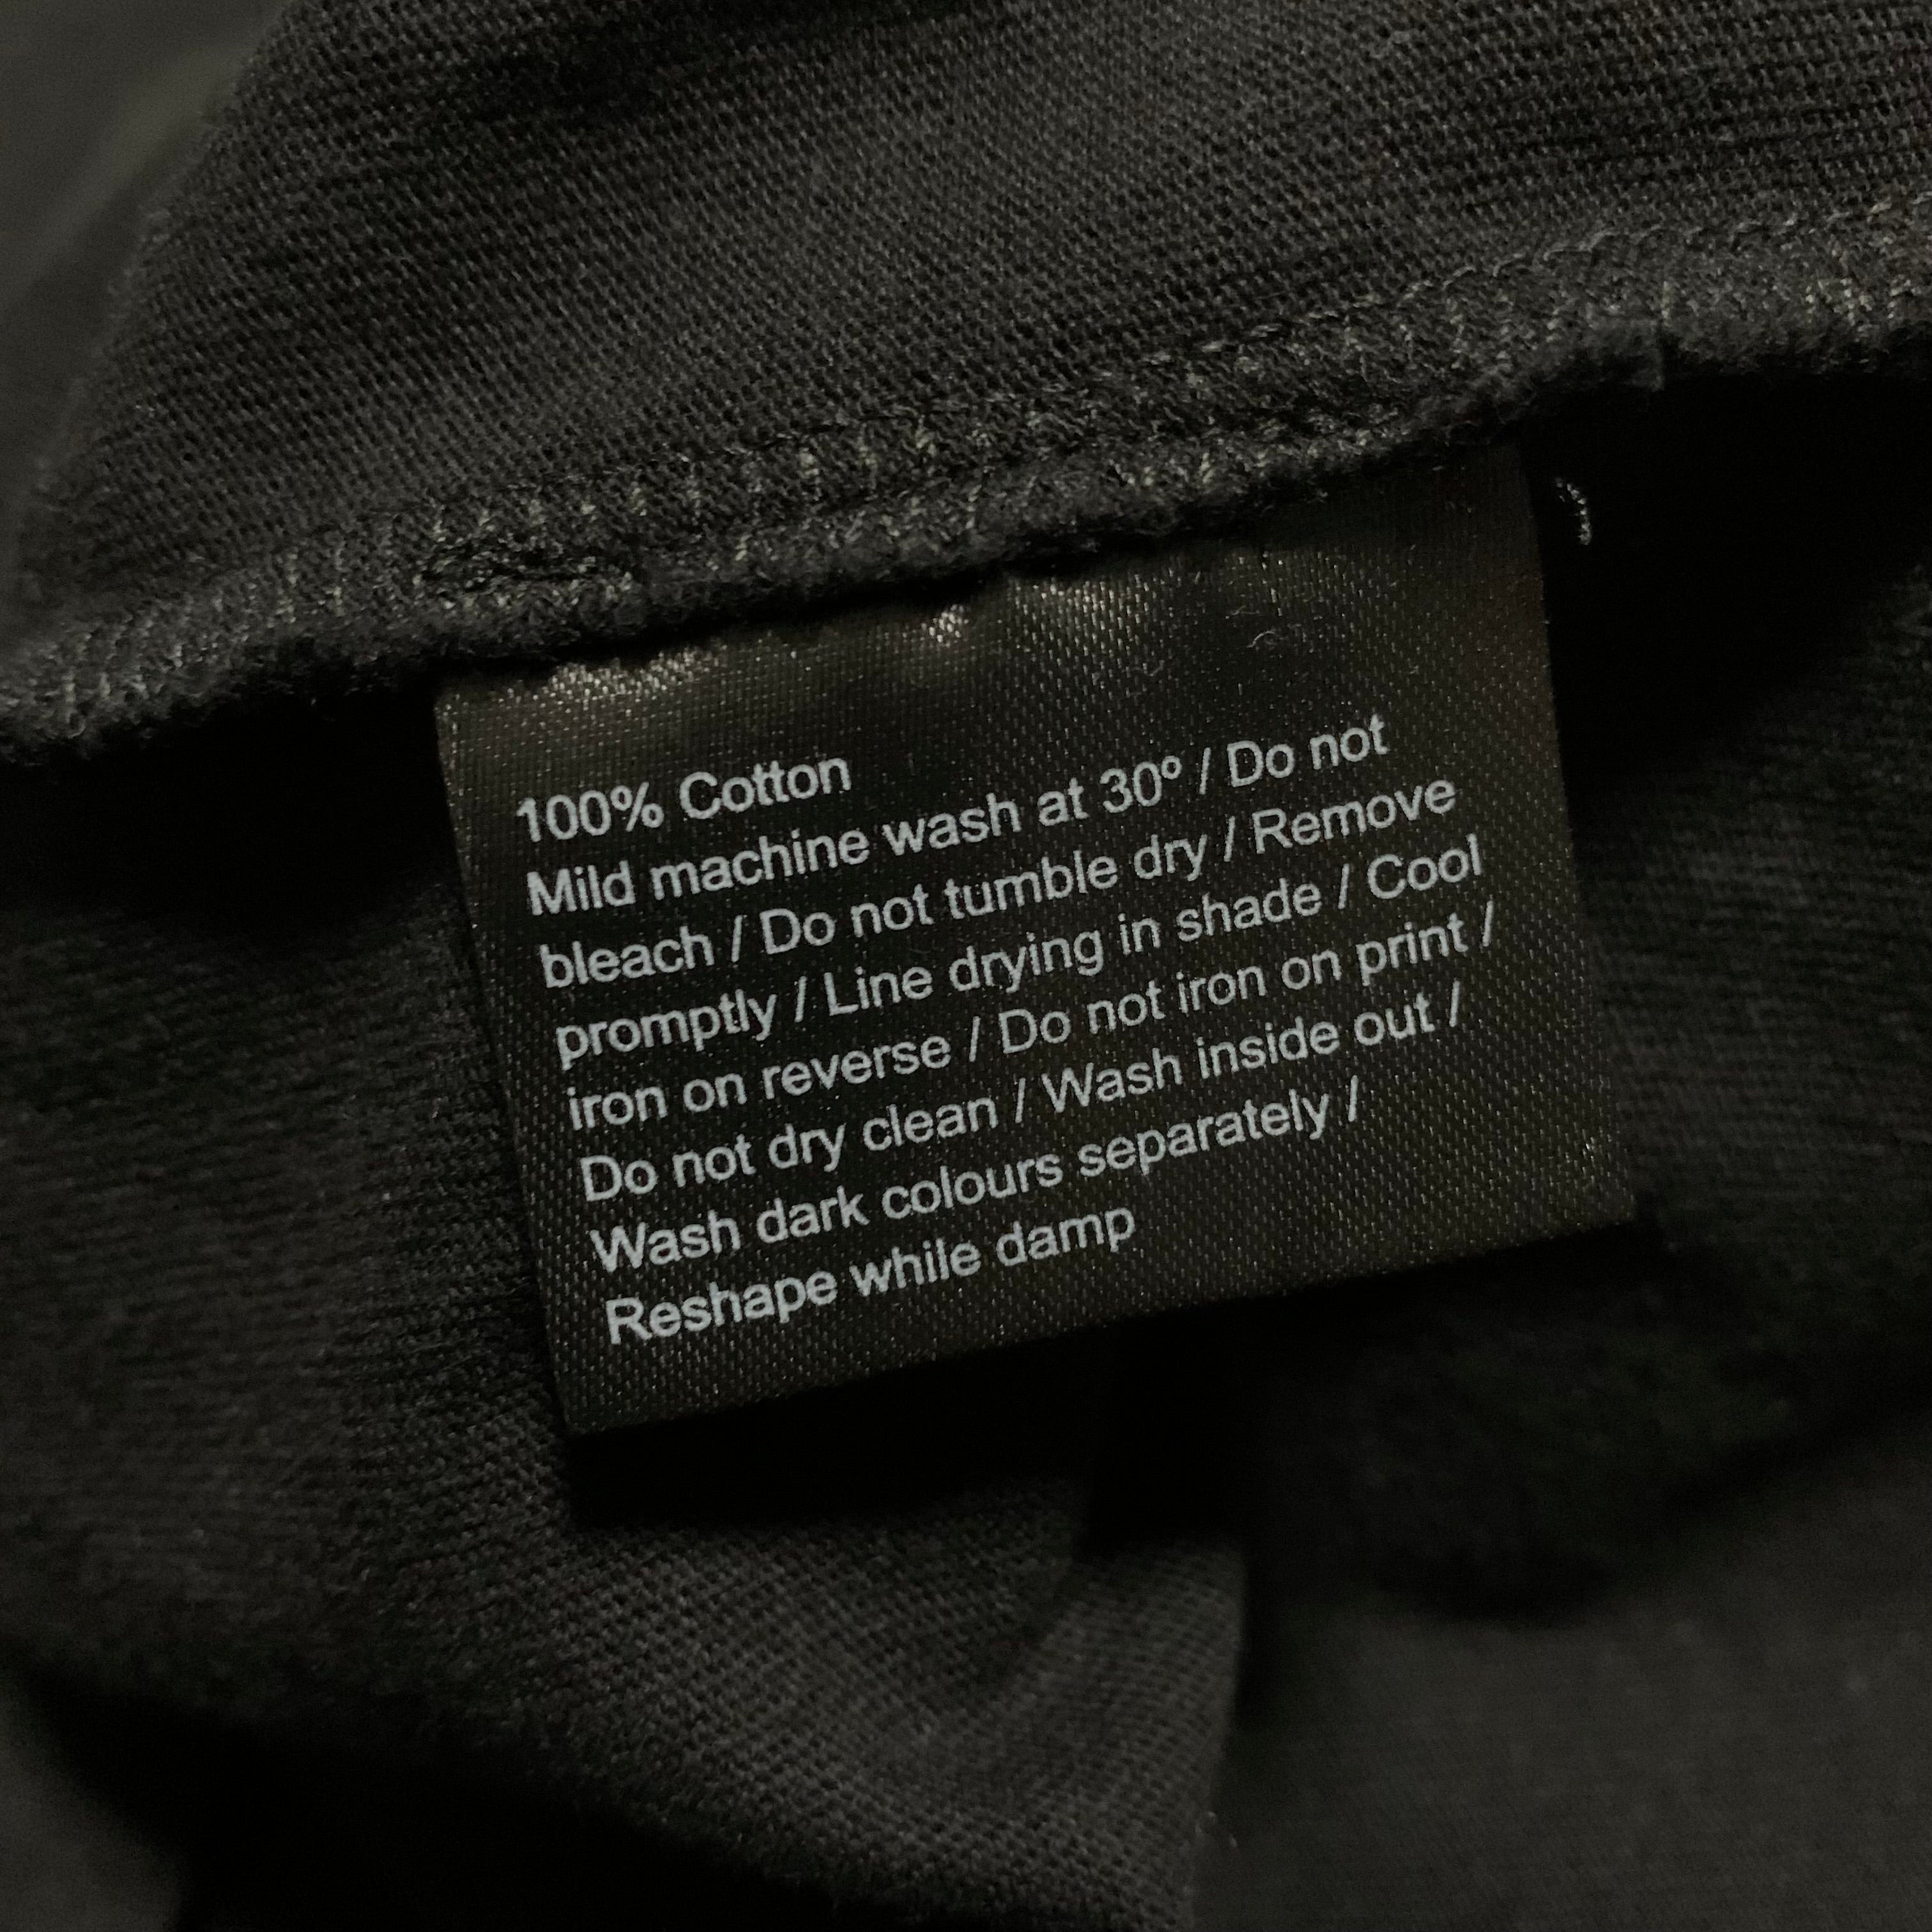 100% Cotton
Mild machine wash at 30º / Do not
bleach / Do not tumble dry / Remove
promptly / Line drying in shade / Cool
iron on reverse / Do not iron on print /
Do not dry clean / Wash inside out /
Wash dark colours separately /
Reshape while damp